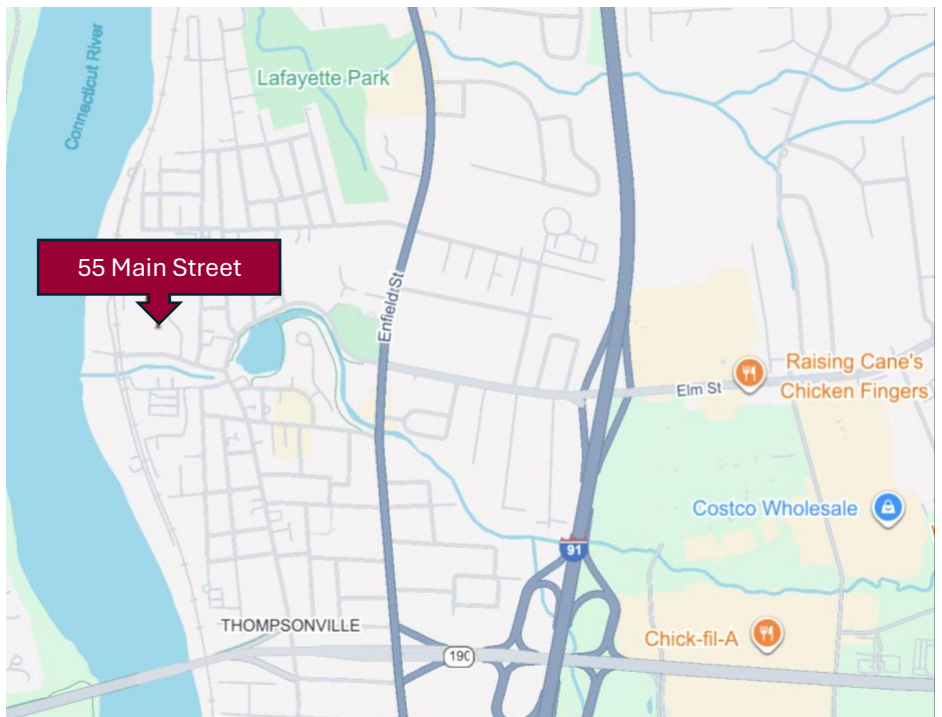 Connecticut River
Lafayette Park
55 Main Street
Enfield St
Raising Cane's
Elm St
Chicken Fingers
Costco Wholesale
91
THOMPSONVILLE
Chick-fil-A
190